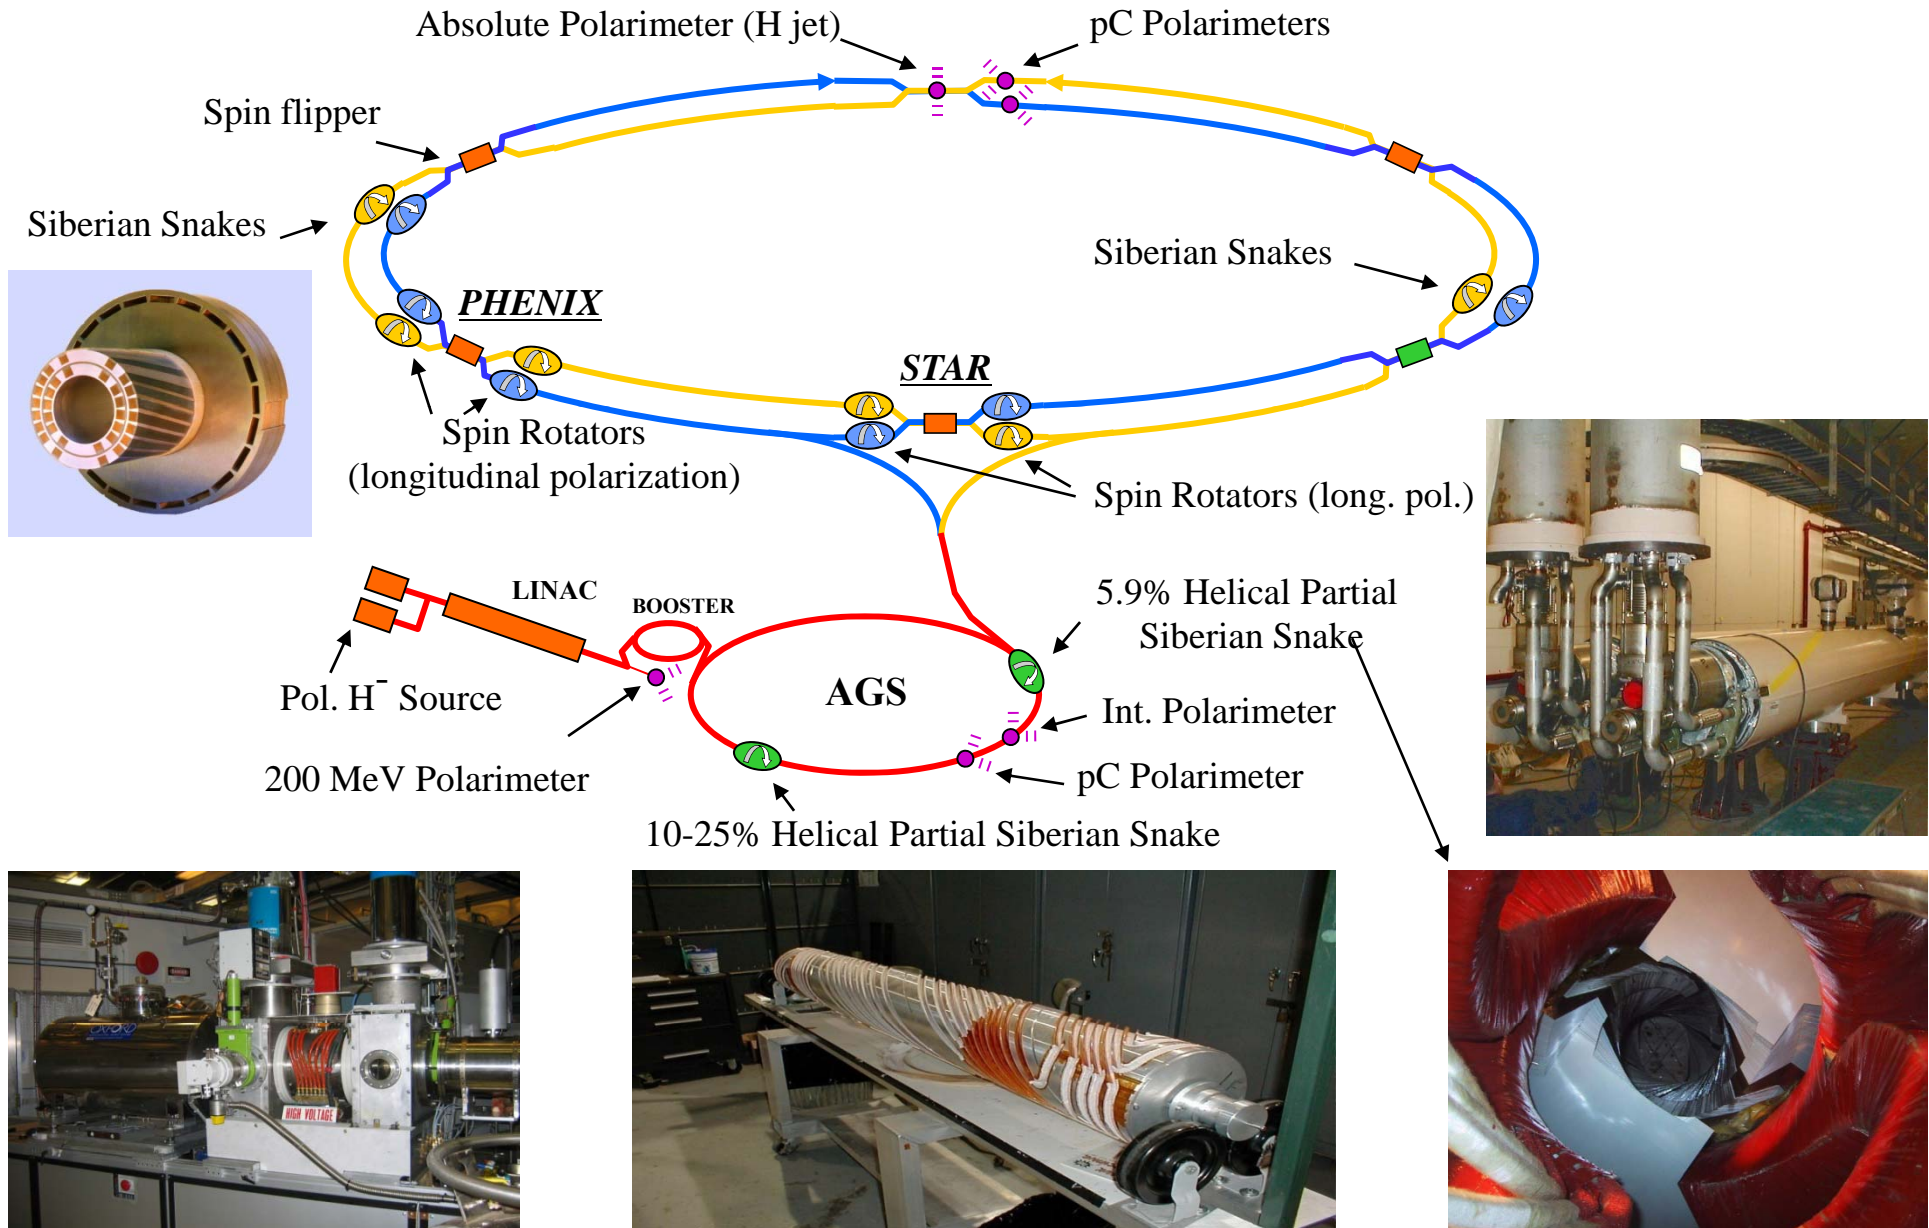 Absolute Polarimeter (H jet)
pC Polarimeters
Spin flipper
Siberian Snakes
Siberian Snakes
PHENIX
STAR
Spin Rotators
(longitudinal polarization)
Spin Rotators (long. pol.)
LINAC
BOOSTER
5.9% Helical Partial
Siberian Snake
AGS
Pol. H⁻ Source
Int. Polarimeter
200 MeV Polarimeter
pC Polarimeter
10-25% Helical Partial Siberian Snake
HIGH VOLTAGE